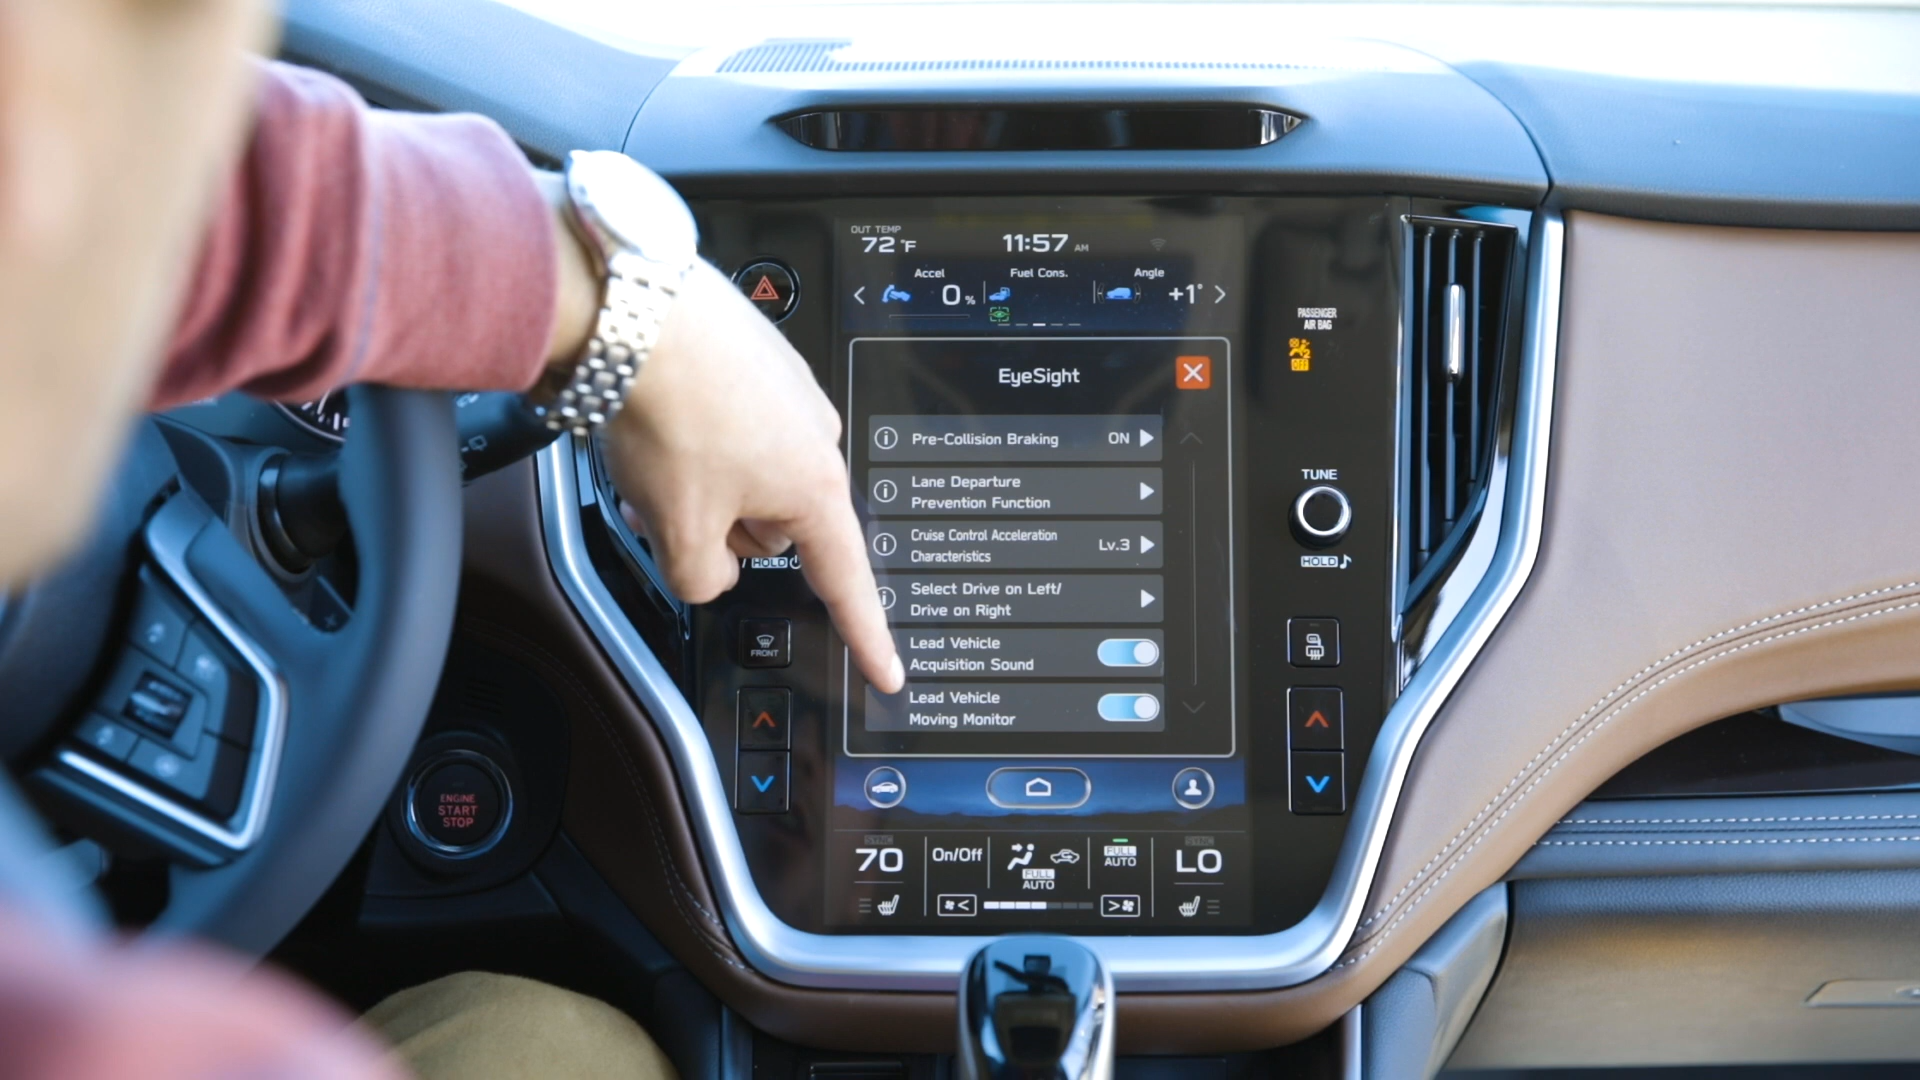 OUT TEMP
72 °F
11:57 AM
Accel
Fuel Cons.
Angle
0 %
+1°
PASSENGER
AIR BAG
OFF
EyeSight
Pre-Collision Braking ON
Lane Departure
Prevention Function
Cruise Control Acceleration
Characteristics
Lv.3
Select Drive on Left/
Drive on Right
Lead Vehicle
Acquisition Sound
Lead Vehicle
Moving Monitor
TUNE
HOLD
HOLD
FRONT
ENGINE
START
STOP
SYNC
70
On/Off
FULL
AUTO
FULL
AUTO
SYNC
LO